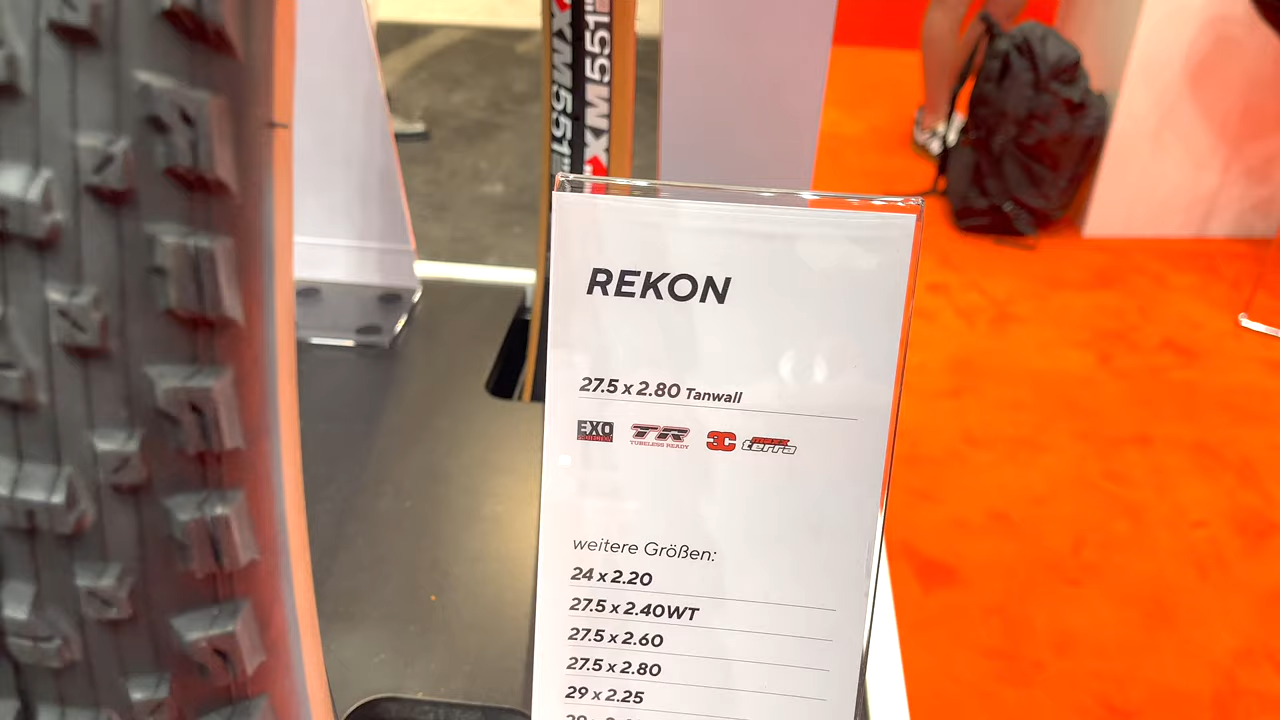 XM551
XM551
REKON
27.5 x 2.80 Tanwall
EXO
TR
TUBELESS READY
3C maxx
terra
weitere Größen:
24 x 2.20
27.5 x 2.40WT
27.5 x 2.60
27.5 x 2.80
29 x 2.25